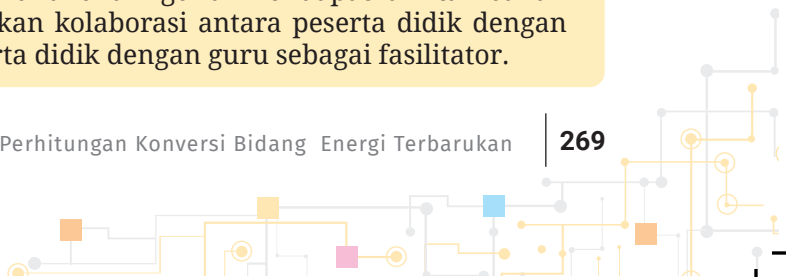 kan kolaborasi antara peserta didik dengan
rta didik dengan guru sebagai fasilitator.
Perhitungan Konversi Bidang Energi Terbarukan 269